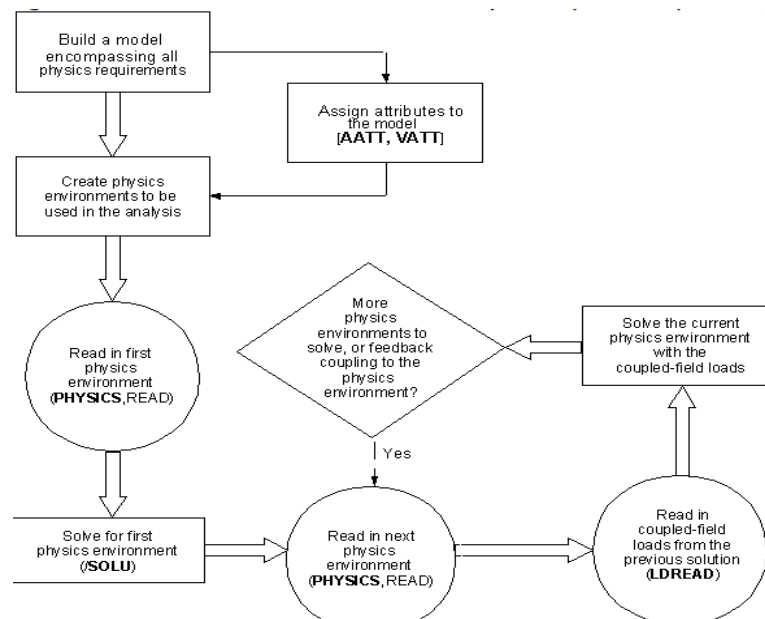 Build a model
encompassing all
physics requirements
Assign attributes to
the model
[AATT, VATT]
Create physics
environments to be
used in the analysis
Read in first
physics
environment
(PHYSICS,READ)
Solve for first
physics environment
(/SOLU)
More
physics
environments to
solve, or feedback
coupling to the
physics
environment?
Yes
Read in next
physics
environment
(PHYSICS,READ)
Read in
coupled-field
loads from the
previous solution
(LDREAD)
Solve the current
physics environment
with the
coupled-field loads